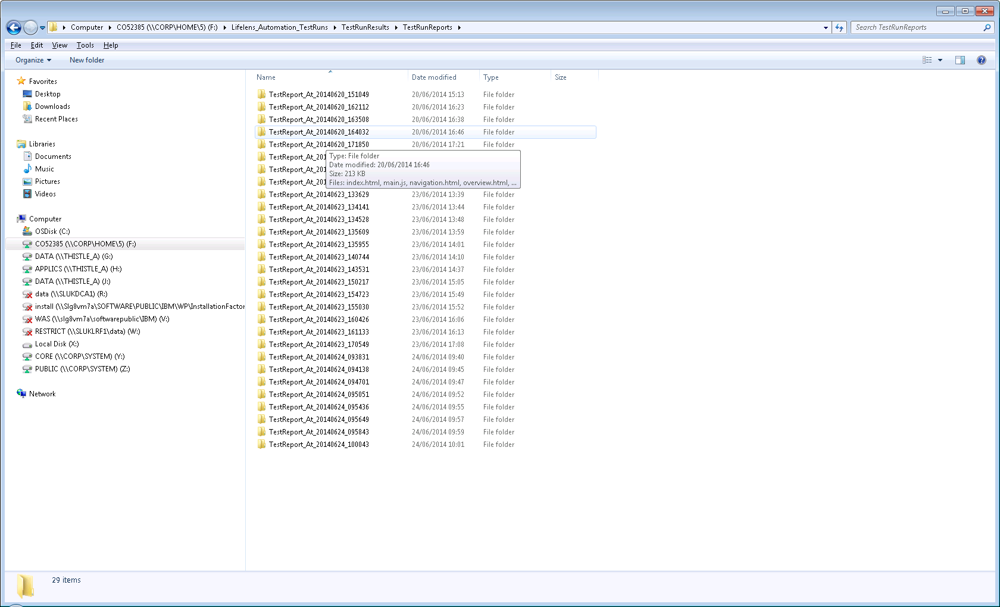 Computer ▸ CO52385 (\\CORP\HOME\5) (F:) ▸ Lifelens_Automation_TestRuns ▸ TestRunResults ▸ TestRunReports ▸
Search TestRunReports
File Edit View Tools Help
Organize New folder
Favorites
Desktop
Downloads
Recent Places
Libraries
Documents
Music
Pictures
Videos
Computer
OSDisk (C:)
CO52385 (\\CORP\HOME\5) (F:)
DATA (\\THISTLE_A) (G:)
APPLICS (\\THISTLE_A) (H:)
DATA (\\THISTLE_A) (J:)
data (\\SLUKDCA1) (R:)
install (\\Slg8vm7a\SOFTWARE\PUBLIC\IBM\WP\InstallationFactor
WAS (\\slg8vm7a\softwarepublic\IBM) (V:)
RESTRICT (\\SLUKLRF1\data) (W:)
Local Disk (X:)
CORE (\\CORP\SYSTEM) (Y:)
PUBLIC (\\CORP\SYSTEM) (Z:)
Network
Name Date modified Type Size
TestReport_At_20140620_151049 20/06/2014 15:13 File folder
TestReport_At_20140620_162112 20/06/2014 16:23 File folder
TestReport_At_20140620_163508 20/06/2014 16:38 File folder
TestReport_At_20140620_164032 20/06/2014 16:46 File folder
TestReport_At_20140620_171850 20/06/2014 17:21 File folder
TestReport_At_201
TestReport_At_201
TestReport_At_201
Type: File folder
Date modified: 20/06/2014 16:46
Size: 213 KB
Files: index.html, main.js, navigation.html, overview.html, ...
TestReport_At_20140623_133629 23/06/2014 13:39 File folder
TestReport_At_20140623_134141 23/06/2014 13:44 File folder
TestReport_At_20140623_134528 23/06/2014 13:48 File folder
TestReport_At_20140623_135609 23/06/2014 13:59 File folder
TestReport_At_20140623_135955 23/06/2014 14:01 File folder
TestReport_At_20140623_140744 23/06/2014 14:10 File folder
TestReport_At_20140623_143531 23/06/2014 14:37 File folder
TestReport_At_20140623_150217 23/06/2014 15:05 File folder
TestReport_At_20140623_154723 23/06/2014 15:49 File folder
TestReport_At_20140623_155030 23/06/2014 15:52 File folder
TestReport_At_20140623_160426 23/06/2014 16:06 File folder
TestReport_At_20140623_161133 23/06/2014 16:13 File folder
TestReport_At_20140623_170549 23/06/2014 17:08 File folder
TestReport_At_20140624_093831 24/06/2014 09:40 File folder
TestReport_At_20140624_094138 24/06/2014 09:45 File folder
TestReport_At_20140624_094701 24/06/2014 09:47 File folder
TestReport_At_20140624_095051 24/06/2014 09:52 File folder
TestReport_At_20140624_095436 24/06/2014 09:55 File folder
TestReport_At_20140624_095649 24/06/2014 09:57 File folder
TestReport_At_20140624_095843 24/06/2014 09:59 File folder
TestReport_At_20140624_100043 24/06/2014 10:01 File folder
29 items